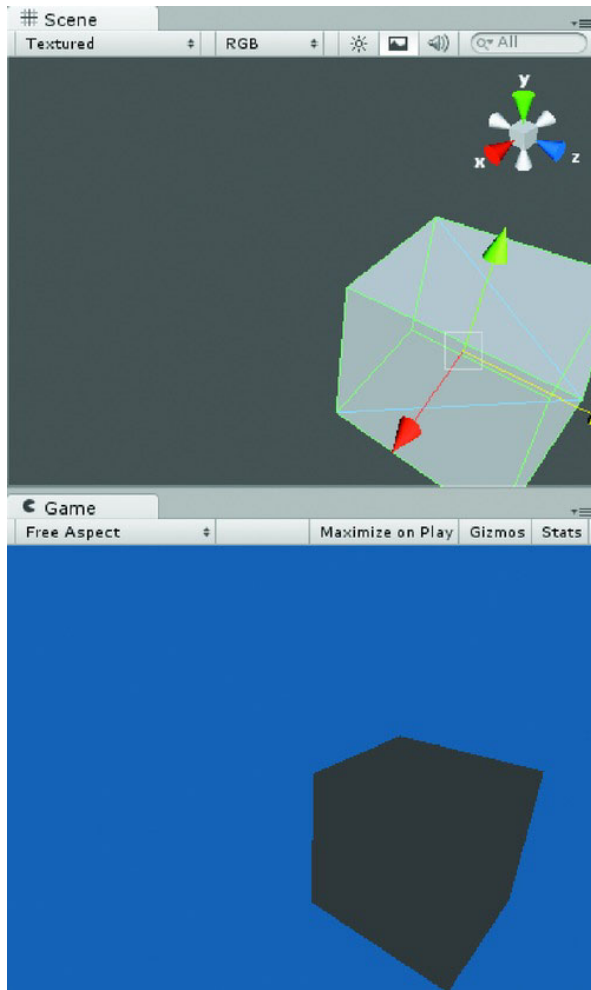 Scene
Textured RGB All
y
x z
Game
Free Aspect Maximize on Play Gizmos Stats